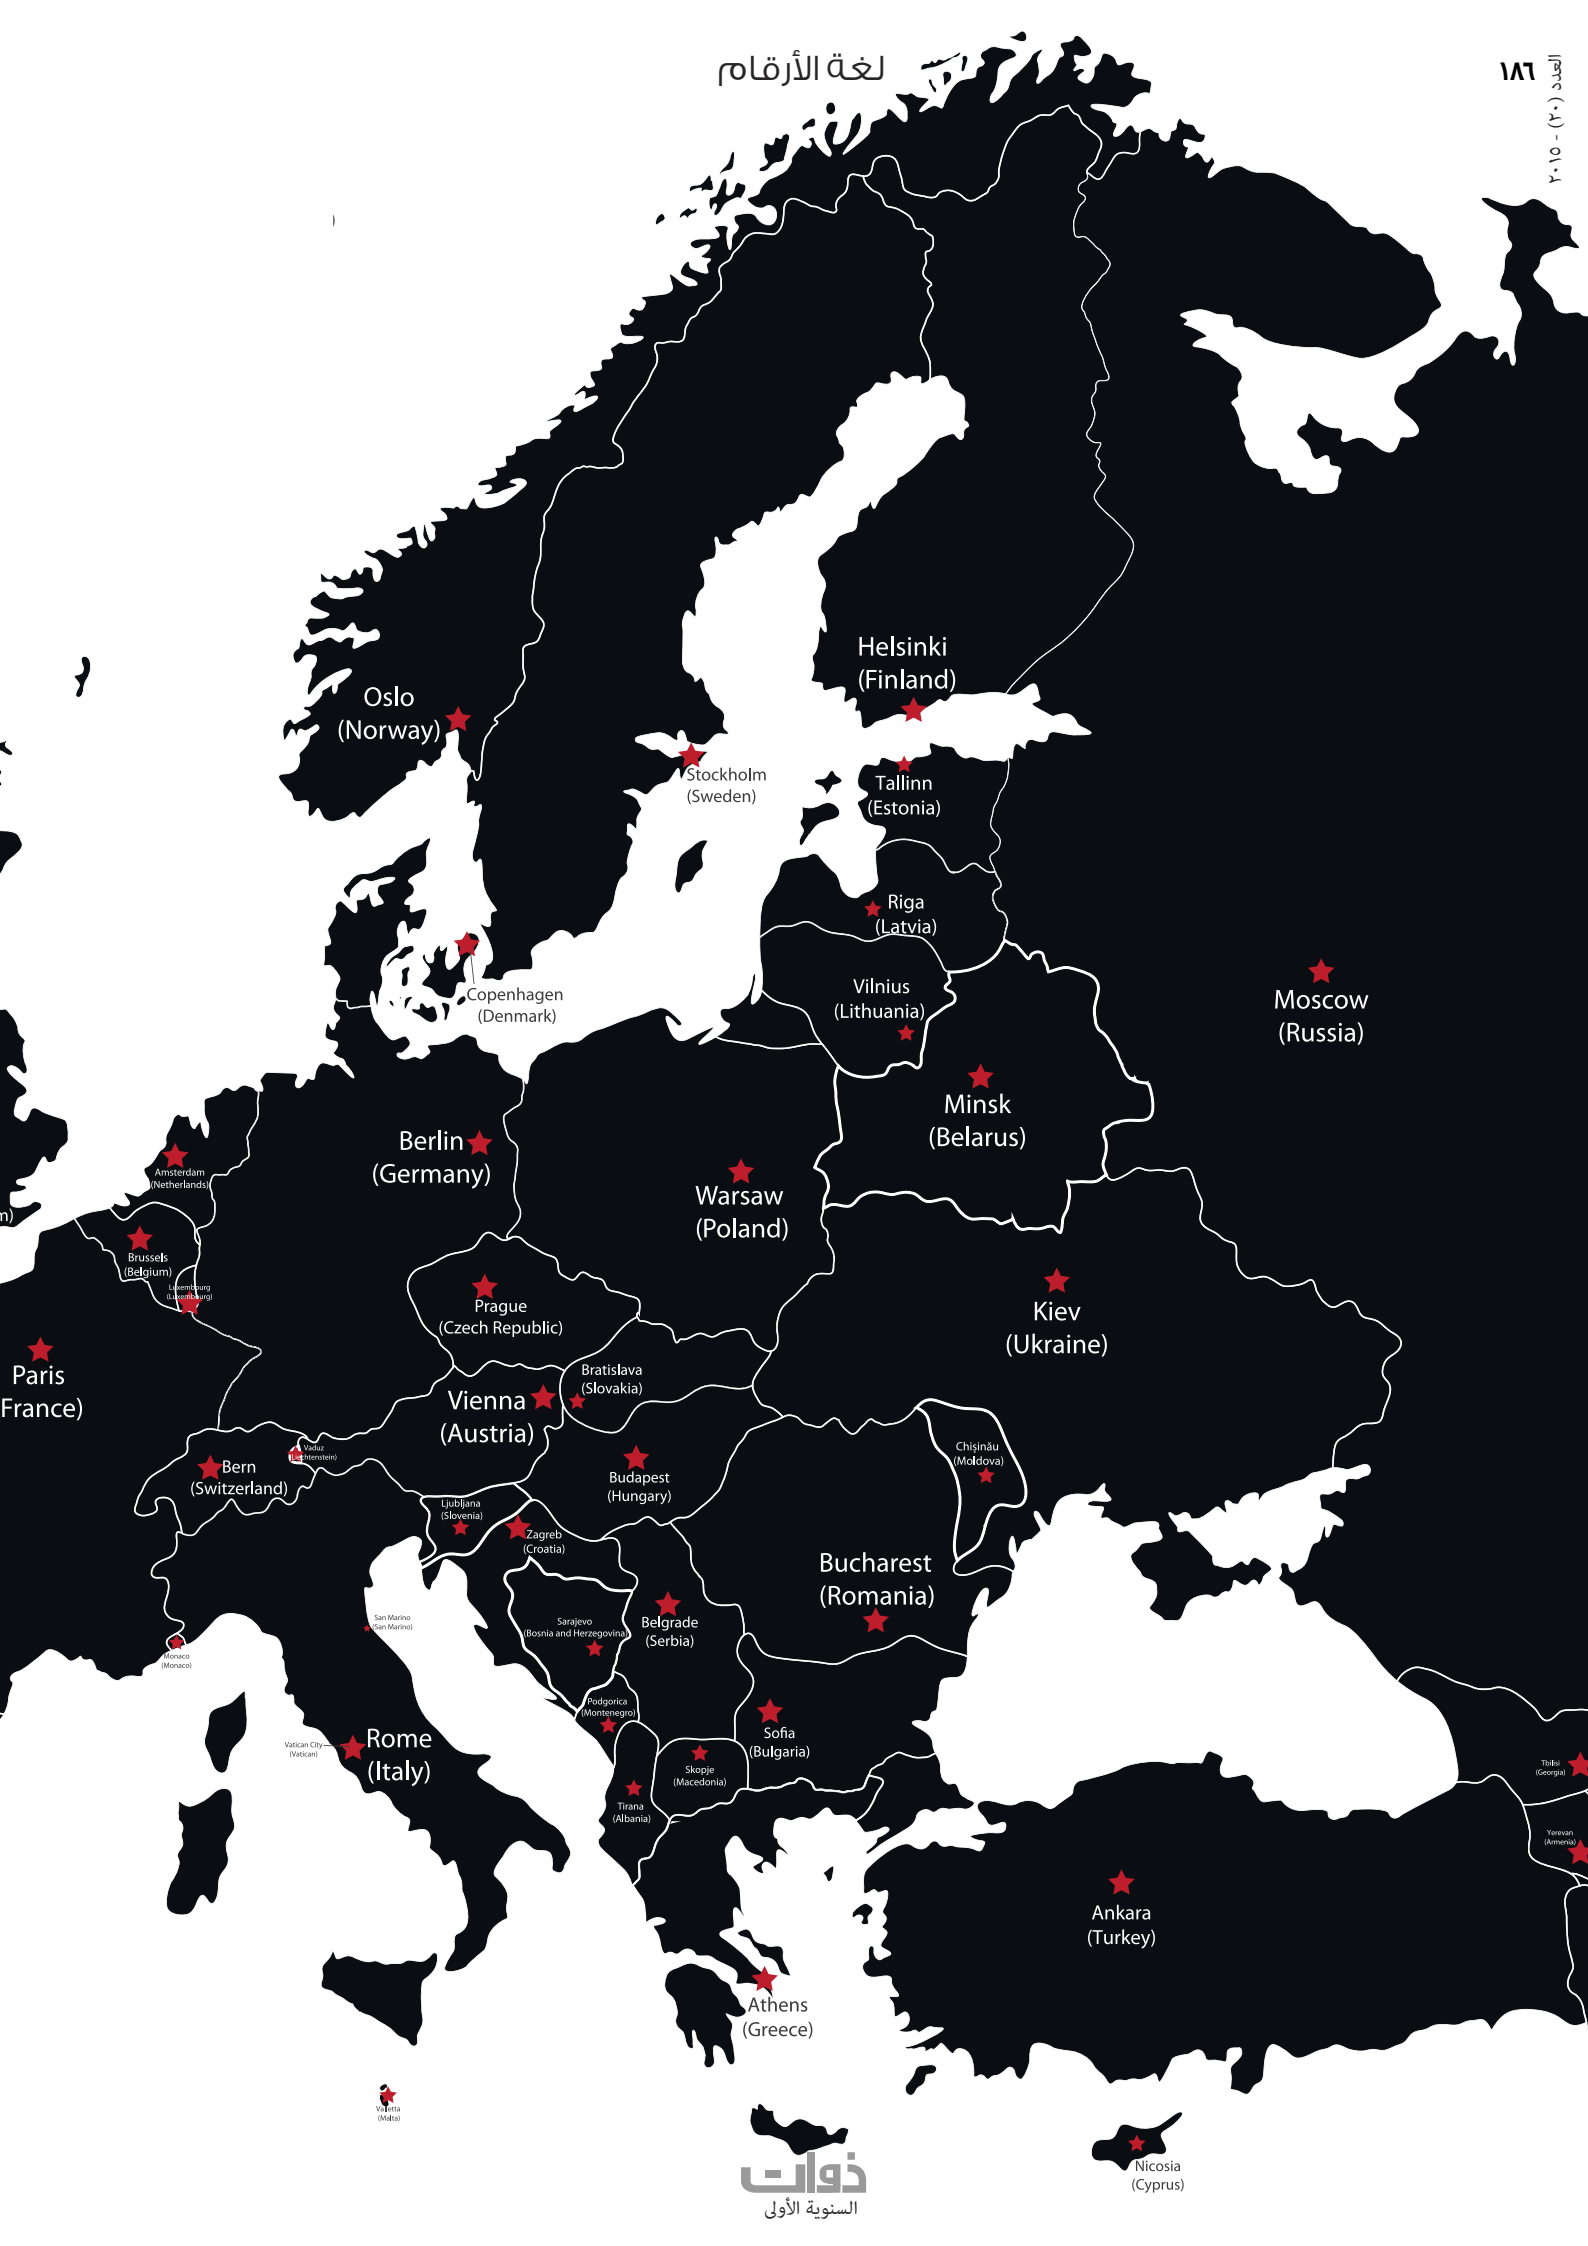 لغة الأرقام
١٨٦
العدد (٢٠) - ٢٠١٥
Helsinki
(Finland)
Oslo
(Norway)
Stockholm
(Sweden)
Tallinn
(Estonia)
Riga
(Latvia)
Copenhagen
(Denmark)
Vilnius
(Lithuania)
Moscow
(Russia)
Minsk
(Belarus)
Berlin
(Germany)
Amsterdam
(Netherlands)
Warsaw
(Poland)
m)
Brussels
(Belgium)
Luxembourg
(Luxembourg)
Prague
(Czech Republic)
Kiev
(Ukraine)
Paris
France)
Bratislava
(Slovakia)
Vienna
(Austria)
Vaduz
(Liechtenstein)
Bern
(Switzerland)
Budapest
(Hungary)
Chişinău
(Moldova)
Ljubljana
(Slovenia)
Zagreb
(Croatia)
Bucharest
(Romania)
San Marino
(San Marino)
Sarajevo
(Bosnia and Herzegovina)
Belgrade
(Serbia)
Monaco
(Monaco)
Podgorica
(Montenegro)
Vatican City
(Vatican)
Rome
(Italy)
Sofia
(Bulgaria)
Skopje
(Macedonia)
Tbilisi
(Georgia)
Tirana
(Albania)
Yerevan
(Armenia)
Ankara
(Turkey)
Athens
(Greece)
Valletta
(Malta)
Nicosia
(Cyprus)
ذوات
السنوية الأولى